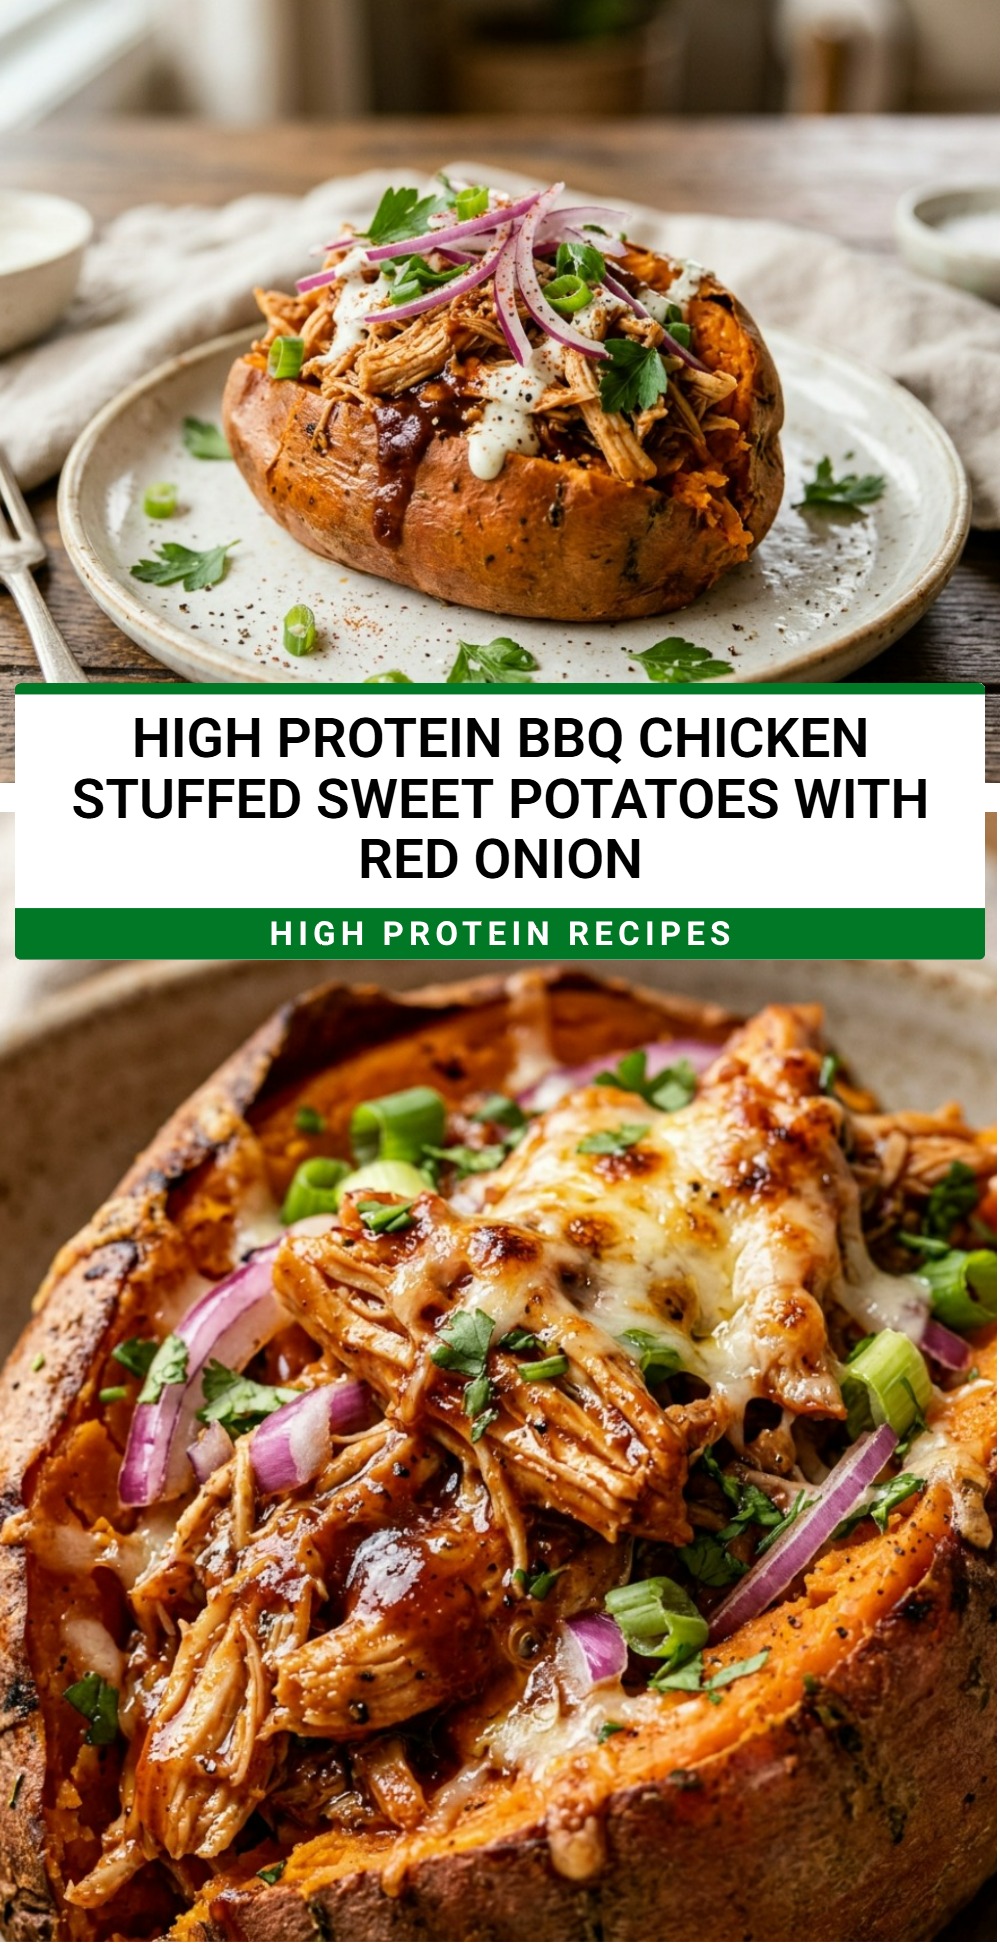 HIGH PROTEIN BBQ CHICKEN
STUFFED SWEET POTATOES WITH
RED ONION
HIGH PROTEIN RECIPES